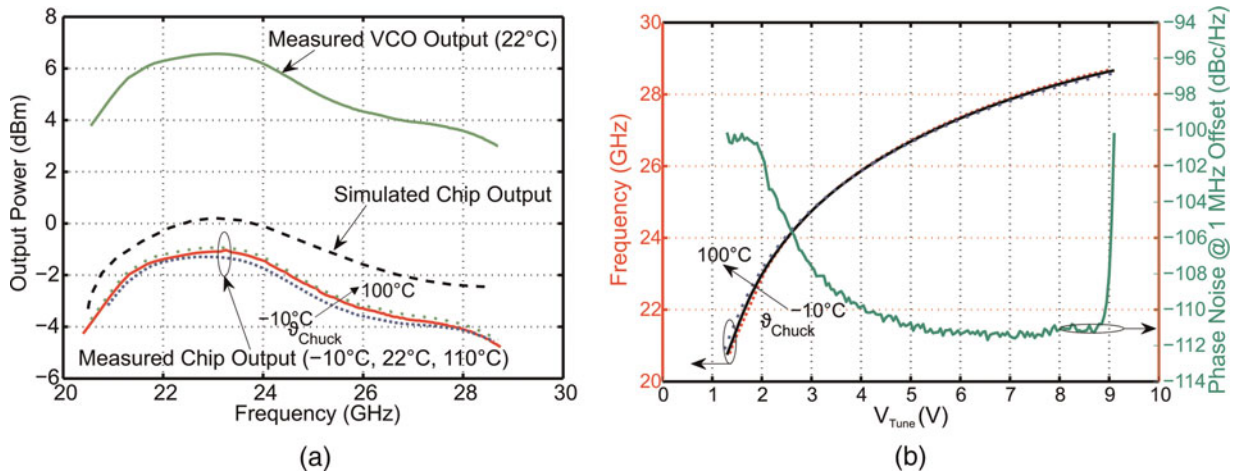 8
6
4
2
0
−2
−4
−6
Output Power (dBm)
Measured VCO Output (22°C)
Simulated Chip Output
100°C
−10°C
ϑChuck
Measured Chip Output (−10°C, 22°C, 110°C)
20
22
24
26
28
30
Frequency (GHz)
(a)
30
28
26
24
22
20
Frequency (GHz)
100°C
−10°C
ϑChuck
0
1
2
3
4
5
6
7
8
9
10
VTune (V)
−94
−96
−98
−100
−102
−104
−106
−108
−110
−112
−114
Phase Noise @ 1 MHz Offset (dBc/Hz)
(b)